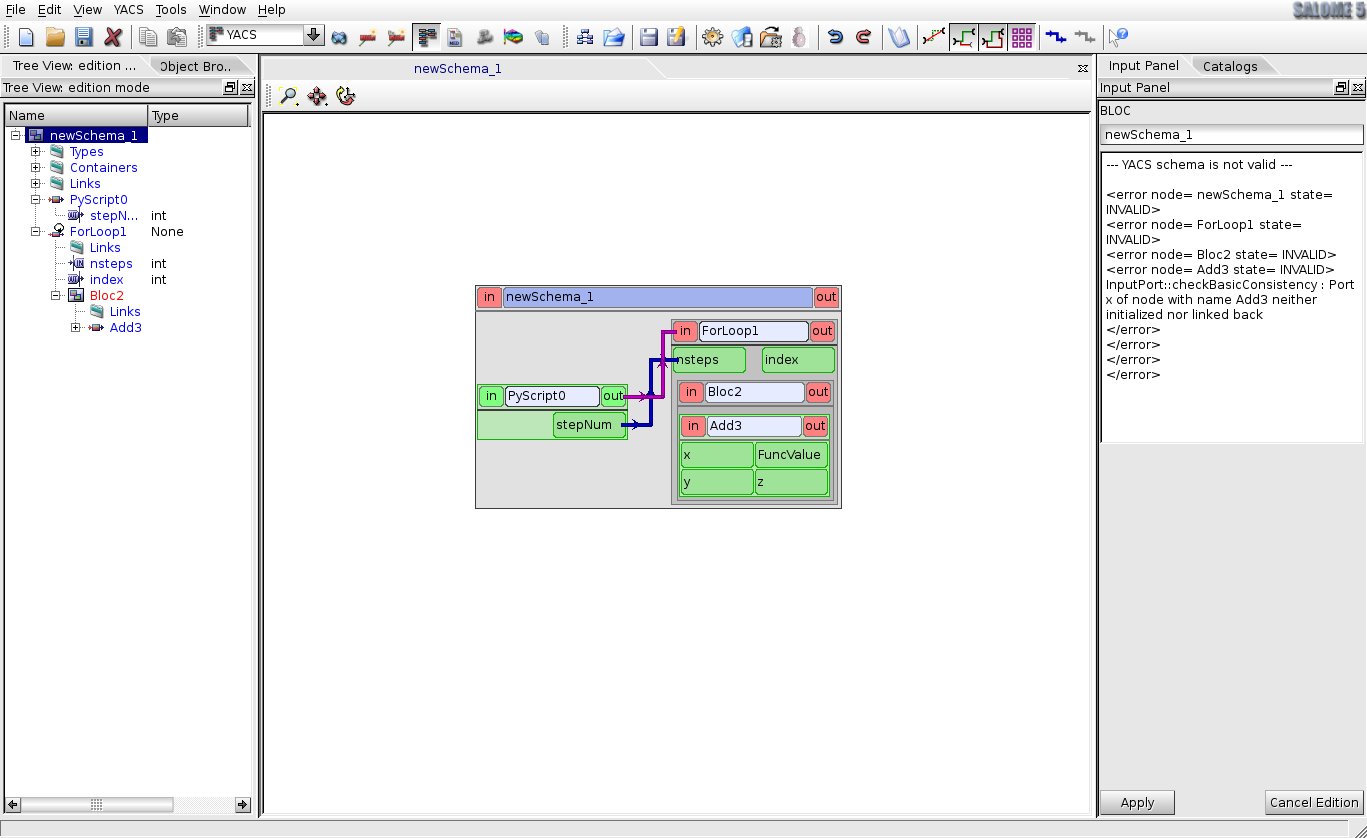 File Edit View YACS Tools Window Help
SALOME 5
YACS
Tree View: edition ... Object Bro..
Tree View: edition mode
Name Type
newSchema_1
Types
Containers
Links
PyScript0
stepN... int
ForLoop1 None
Links
nsteps int
index int
Bloc2
Links
Add3
newSchema_1
in newSchema_1 out
in ForLoop1 out
nsteps index
in PyScript0 out
stepNum
in Bloc2 out
in Add3 out
x FuncValue
y z
Input Panel Catalogs
Input Panel
BLOC
newSchema_1
--- YACS schema is not valid ---
<error node= newSchema_1 state=
INVALID>
<error node= ForLoop1 state=
INVALID>
<error node= Bloc2 state= INVALID>
<error node= Add3 state= INVALID>
InputPort::checkBasicConsistency : Port
x of node with name Add3 neither
initialized nor linked back
</error>
</error>
</error>
</error>
Apply Cancel Edition